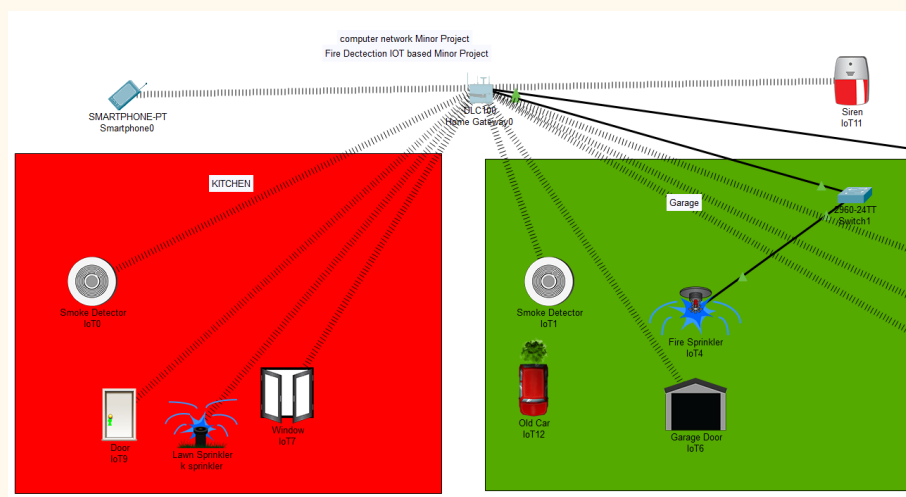 computer network Minor Project
Fire Dectection IOT based Minor Project
SMARTPHONE-PT
Smartphone0
DLC100
Home Gateway0
Siren
IoT11
KITCHEN
Garage
2960-24TT
Switch1
Smoke Detector
IoT0
Smoke Detector
IoT1
Fire Sprinkler
IoT4
Door
IoT9
Lawn Sprinkler
k sprinkler
Window
IoT7
Old Car
IoT12
Garage Door
IoT6